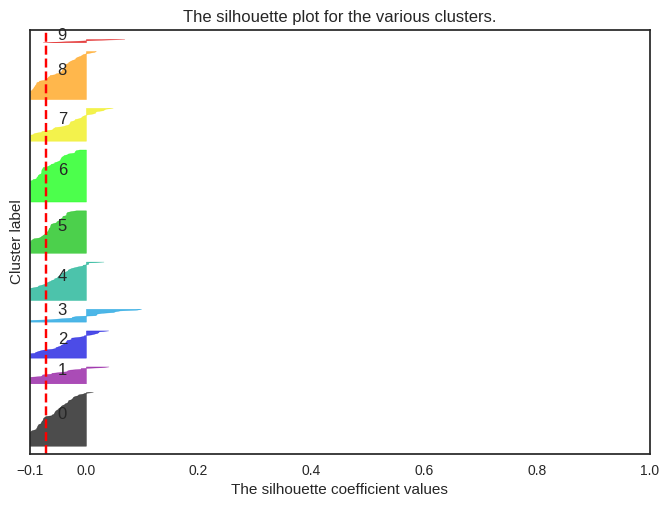 The silhouette plot for the various clusters.
Cluster label
9
8
7
6
5
4
3
2
1
0
−0.1 0.0 0.2 0.4 0.6 0.8 1.0
The silhouette coefficient values